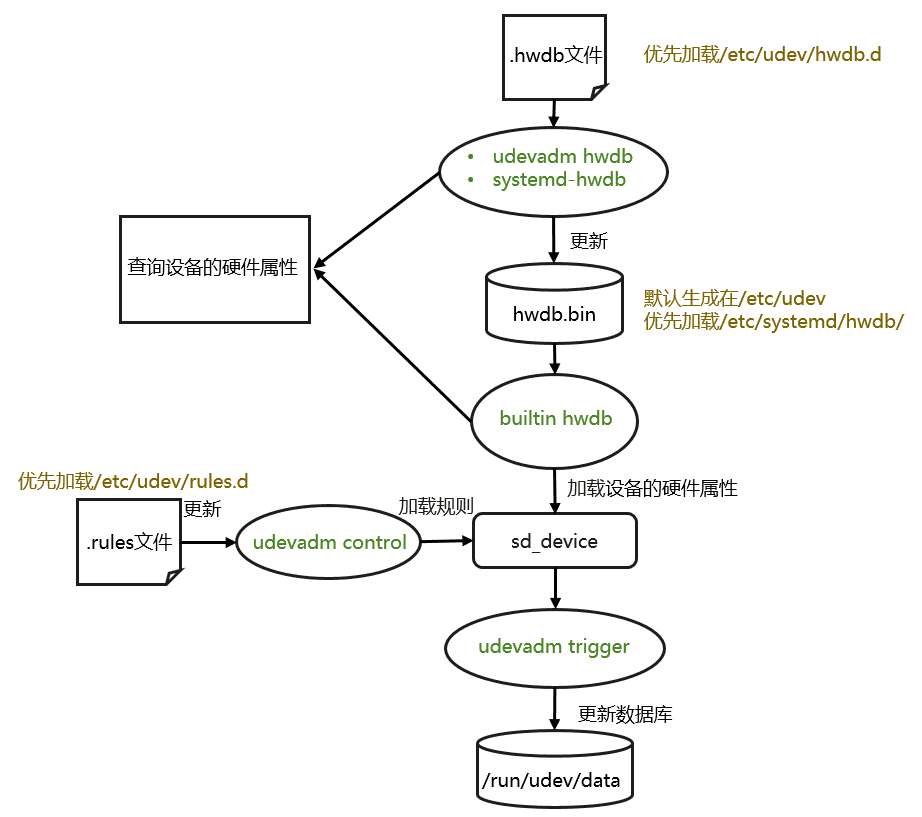 .hwdb文件
优先加载/etc/udev/hwdb.d
• udevadm hwdb
• systemd-hwdb
更新
查询设备的硬件属性
hwdb.bin
默认生成在/etc/udev
优先加载/etc/systemd/hwdb/
builtin hwdb
加载设备的硬件属性
优先加载/etc/udev/rules.d
.rules文件
更新
udevadm control
加载规则
sd_device
udevadm trigger
更新数据库
/run/udev/data